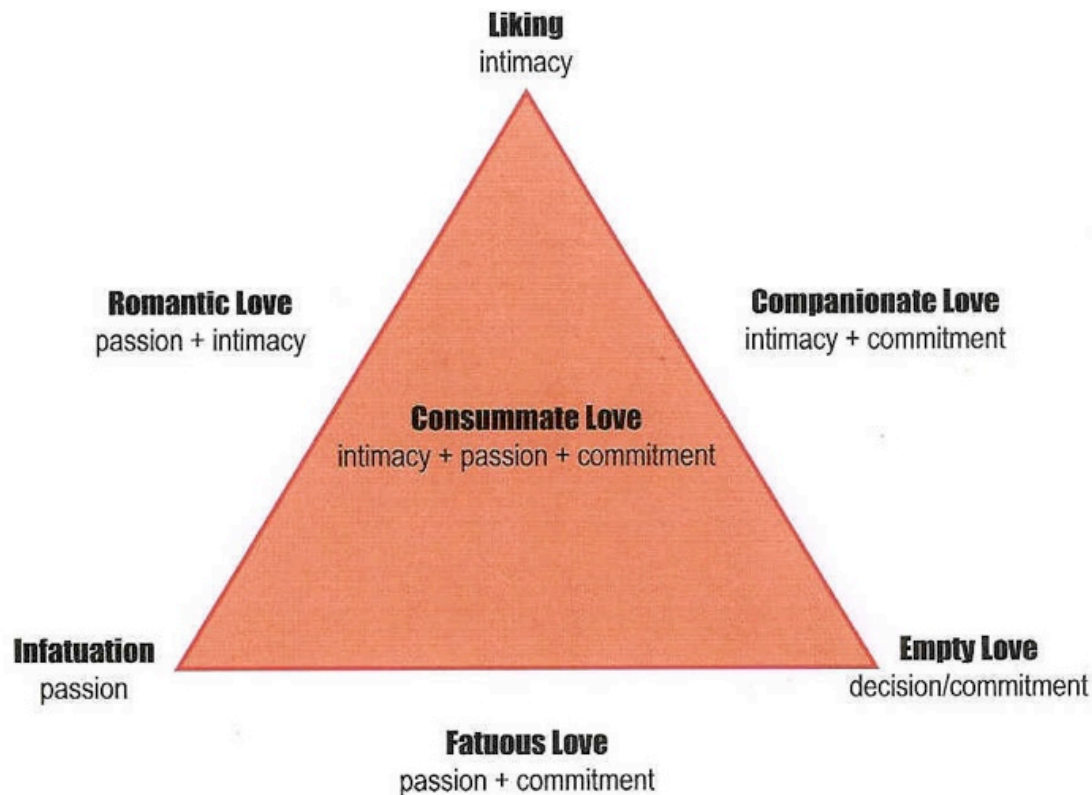 Liking
intimacy
Romantic Love
passion + intimacy
Companionate Love
intimacy + commitment
Consummate Love
intimacy + passion + commitment
Infatuation
passion
Empty Love
decision/commitment
Fatuous Love
passion + commitment